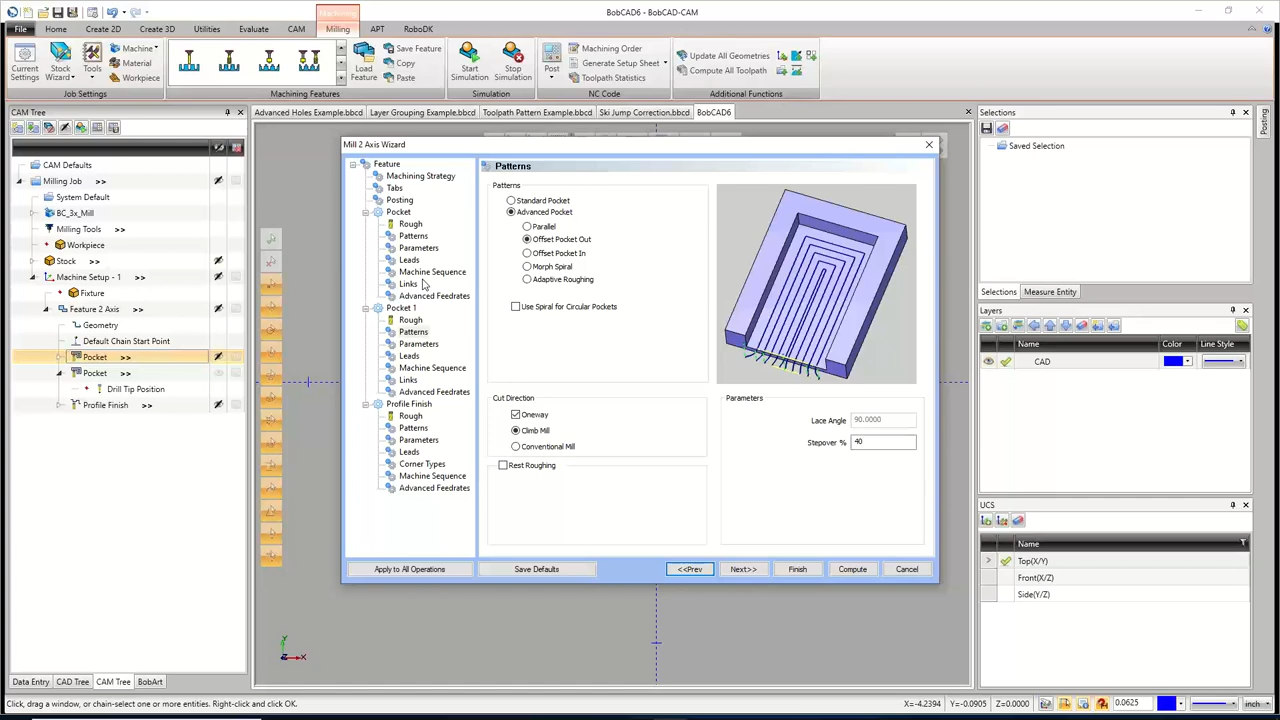 BobCAD6 - BobCAD-CAM
Machining
File
Home
Create 2D
Utilities
Evaluate
Create 3D
CAM
Milling
APT
RoboDK
Current Settings
Stock Wizard
Tools
Machine
Material
Workpiece
Job Settings
Load Feature
Save Feature
Copy
Paste
Machining Features
Start Simulation
Stop Simulation
Simulation
Post
Machining Order
Generate Setup Sheet
Toolpath Statistics
NC Code
Update All Geometries
Compute All Toolpath
Additional Functions
CAM Tree
Advanced Holes Example.bbcd
Layer Grouping Example.bbcd
Toolpath Pattern Example.bbcd
Ski Jump Correction.bbcd
BobCAD6
CAM Defaults
Milling Job >>
System Default
BC_3x_Mill >>
Milling Tools >>
Workpiece
Stock >>
Machine Setup - 1 >>
Fixture
Feature 2 Axis >>
Geometry
Default Chain Start Point
Pocket >>
Pocket >>
Drill Tip Position
Profile Finish >>
Data Entry
CAD Tree
CAM Tree
BobArt
Mill 2 Axis Wizard
Feature
Machining Strategy
Tabs
Posting
Pocket
Rough
Patterns
Parameters
Leads
Machine Sequence
Links
Advanced Feedrates
Pocket 1
Rough
Patterns
Parameters
Leads
Machine Sequence
Links
Advanced Feedrates
Profile Finish
Rough
Patterns
Parameters
Leads
Corner Types
Machine Sequence
Advanced Feedrates
Patterns
Patterns
Standard Pocket
Advanced Pocket
Parallel
Offset Pocket Out
Offset Pocket In
Morph Spiral
Adaptive Roughing
Use Spiral for Circular Pockets
Cut Direction
Oneway
Climb Mill
Conventional Mill
Rest Roughing
Parameters
Lace Angle 90.0000
Stepover % 40
Apply to All Operations
Save Defaults
<<Prev
Next>>
Finish
Compute
Cancel
Y
Z
X
Selections
Saved Selection
Posting
Selections
Measure Entity
Layers
Name
Color
Line Style
CAD
UCS
Name
Top(X/Y)
Front(X/Z)
Side(Y/Z)
Click, drag a window, or chain-select one or more entities. Right-click and click OK.
X=-4.2394 Y=-0.0905 Z=0.0000
0.0625
inch